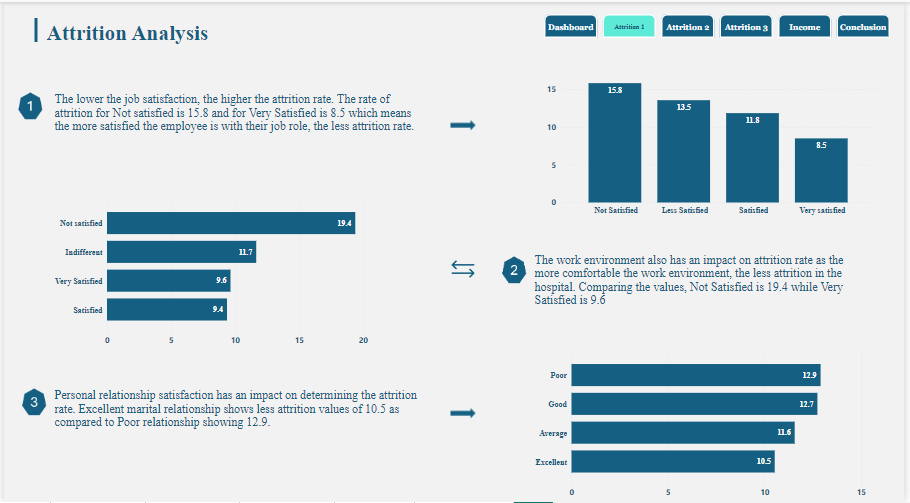 Attrition Analysis
Dashboard
Attrition 1
Attrition 2
Attrition 3
Income
Conclusion
1
The lower the job satisfaction, the higher the attrition rate. The rate of
attrition for Not satisfied is 15.8 and for Very Satisfied is 8.5 which means
the more satisfied the employee is with their job role, the less attrition rate.
15
10
5
0
15.8
13.5
11.8
8.5
Not Satisfied
Less Satisfied
Satisfied
Very satisfied
Not satisfied
19.4
Indifferent
11.7
Very Satisfied
9.6
Satisfied
9.4
0
5
10
15
20
2
The work environment also has an impact on attrition rate as the
more comfortable the work environment, the less attrition in the
hospital. Comparing the values, Not Satisfied is 19.4 while Very
Satisfied is 9.6
3
Personal relationship satisfaction has an impact on determining the attrition
rate. Excellent marital relationship shows less attrition values of 10.5 as
compared to Poor relationship showing 12.9.
Poor
12.9
Good
12.7
Average
11.6
Excellent
10.5
0
5
10
15